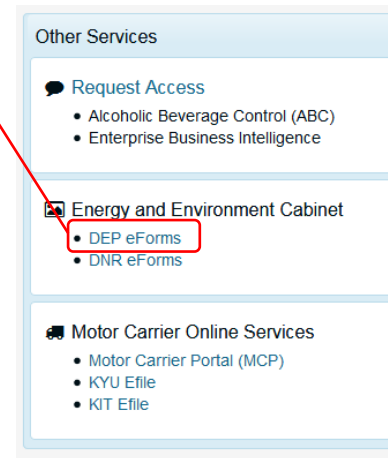 Other Services
Request Access
Alcoholic Beverage Control (ABC)
Enterprise Business Intelligence
Energy and Environment Cabinet
DEP eForms
DNR eForms
Motor Carrier Online Services
Motor Carrier Portal (MCP)
KYU Efile
KIT Efile